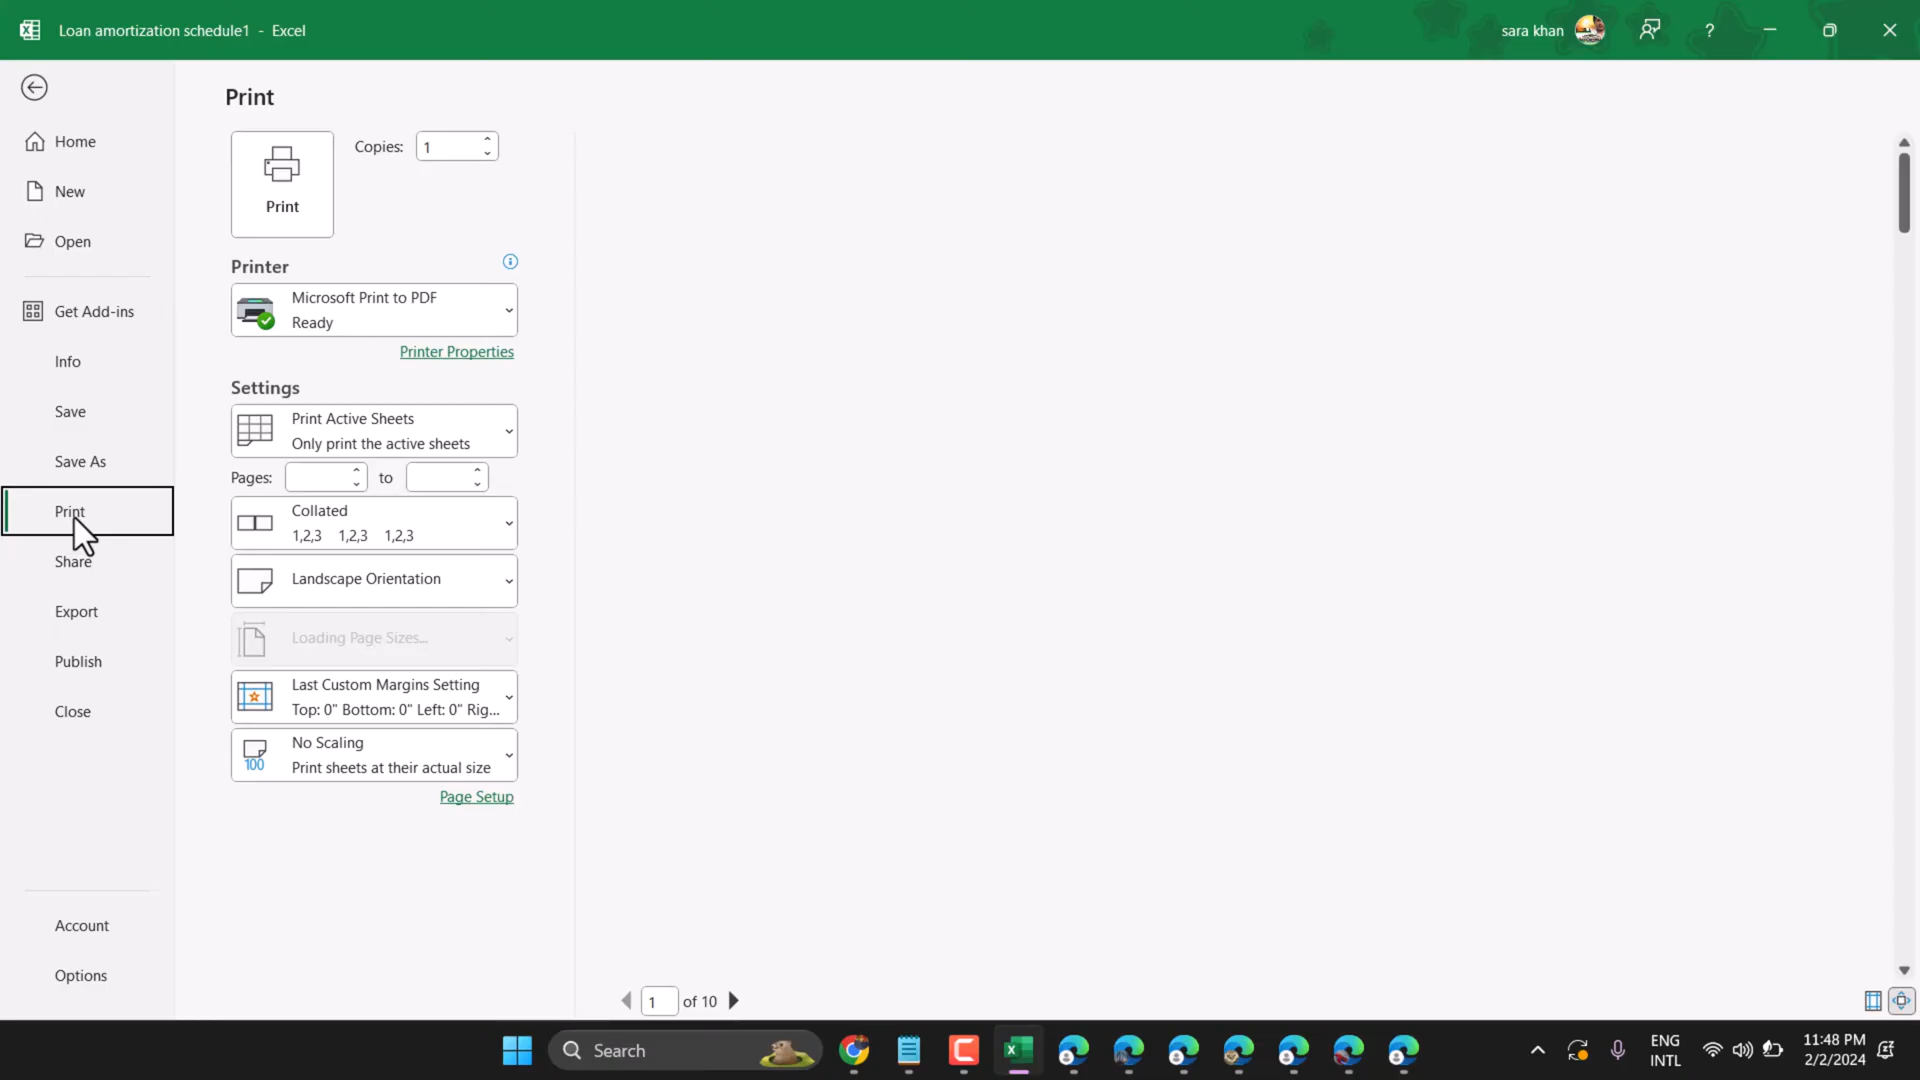 Loan amortization schedule1 - Excel
sara khan
?
Print
Home
New
Open
Get Add-ins
Info
Save
Save As
Print
Share
Export
Publish
Close
Account
Options
Print
Copies: 1
Printer
Microsoft Print to PDF
Ready
Printer Properties
Settings
Print Active Sheets
Only print the active sheets
Pages: to
Collated
1,2,3 1,2,3 1,2,3
Landscape Orientation
Loading Page Sizes...
Last Custom Margins Setting
Top: 0" Bottom: 0" Left: 0" Rig...
No Scaling
100
Print sheets at their actual size
Page Setup
1 of 10
Search
ENG
INTL
11:48 PM
2/2/2024